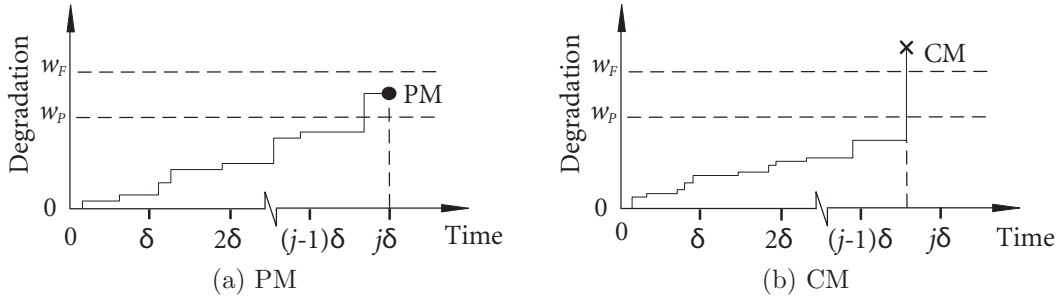 Degradation
w_F
w_P
0
PM
0 δ 2δ (j-1)δ jδ Time
(a) PM
Degradation
w_F
w_P
0
CM
0 δ 2δ (j-1)δ jδ Time
(b) CM